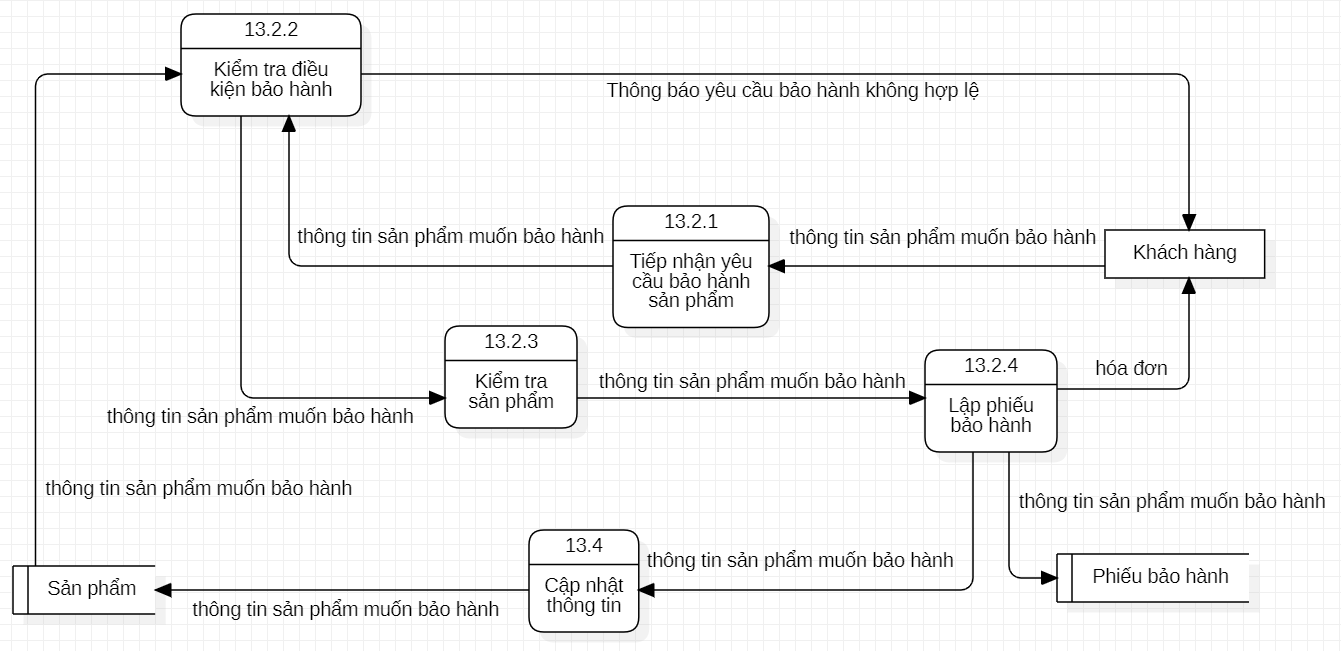 13.2.2
Kiểm tra điều
kiện bảo hành
Thông báo yêu cầu bảo hành không hợp lệ
13.2.1
Tiếp nhận yêu
cầu bảo hành
sản phẩm
thông tin sản phẩm muốn bảo hành
thông tin sản phẩm muốn bảo hành
Khách hàng
13.2.3
Kiểm tra
sản phẩm
thông tin sản phẩm muốn bảo hành
thông tin sản phẩm muốn bảo hành
13.2.4
Lập phiếu
bảo hành
hóa đơn
thông tin sản phẩm muốn bảo hành
thông tin sản phẩm muốn bảo hành
13.4
Cập nhật
thông tin
thông tin sản phẩm muốn bảo hành
Phiếu bảo hành
Sản phẩm
thông tin sản phẩm muốn bảo hành